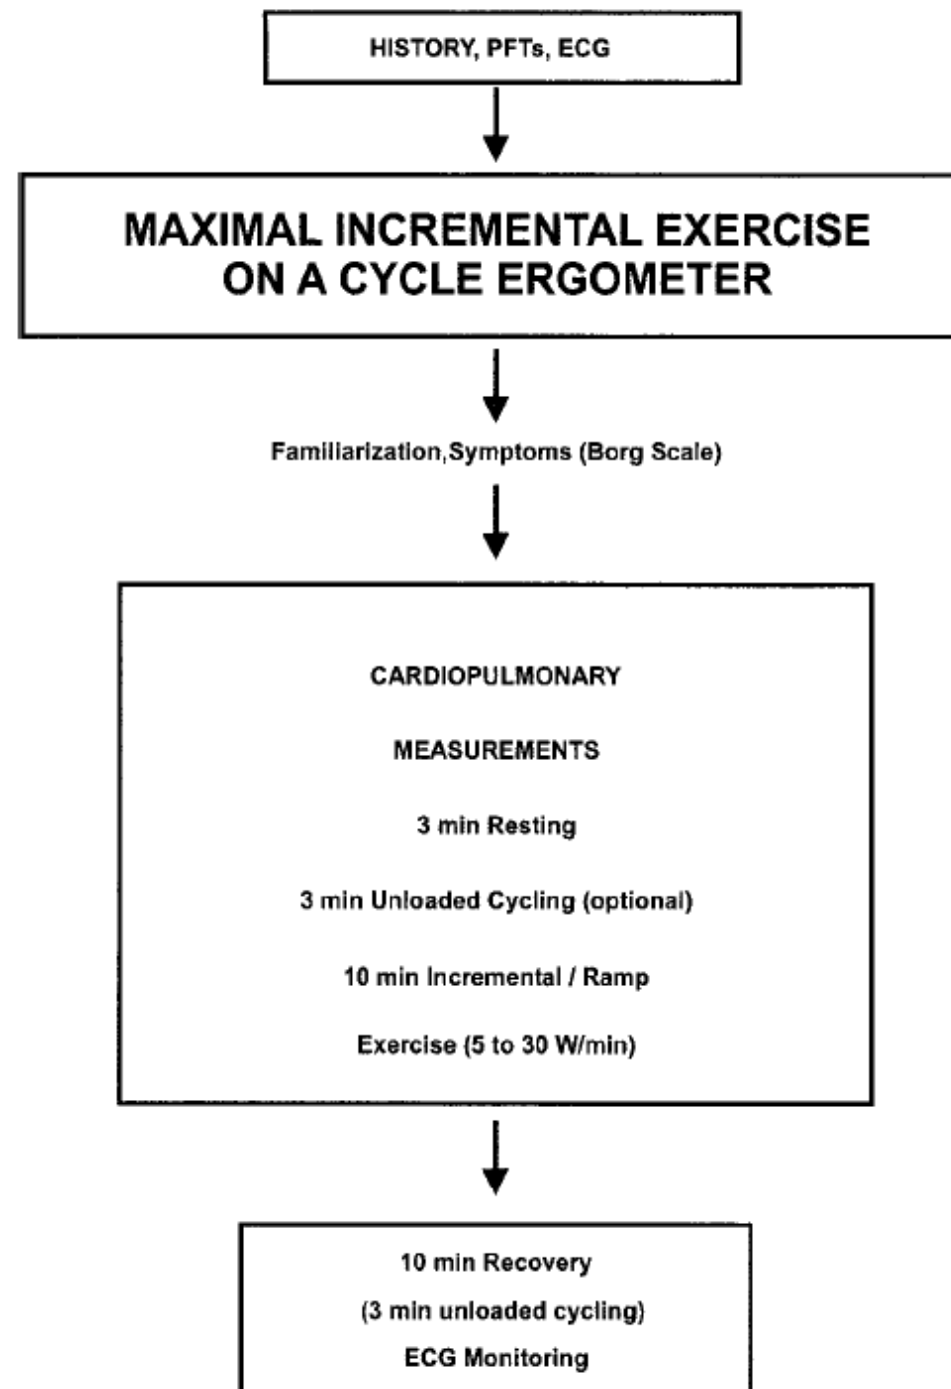 HISTORY, PFTs, ECG
MAXIMAL INCREMENTAL EXERCISE
ON A CYCLE ERGOMETER
Familiarization,Symptoms (Borg Scale)
CARDIOPULMONARY
MEASUREMENTS
3 min Resting
3 min Unloaded Cycling (optional)
10 min Incremental / Ramp
Exercise (5 to 30 W/min)
10 min Recovery
(3 min unloaded cycling)
ECG Monitoring